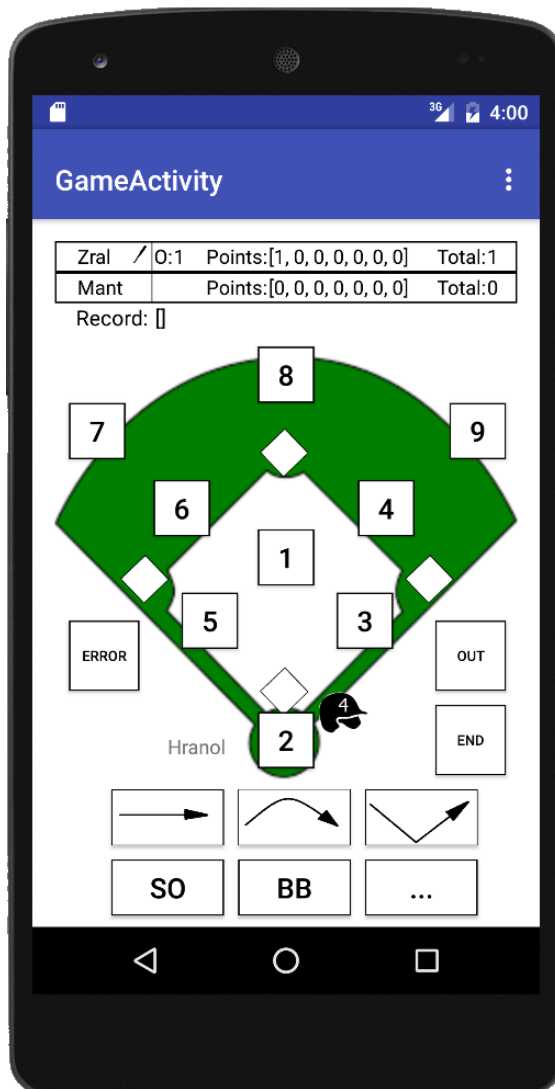 3G 4:00
GameActivity
Zral O:1 Points:[1, 0, 0, 0, 0, 0, 0] Total:1
Mant Points:[0, 0, 0, 0, 0, 0, 0] Total:0
Record: []
8
7 9
6 4
1
5 3
ERROR OUT
4
Hranol 2 END
SO BB ...